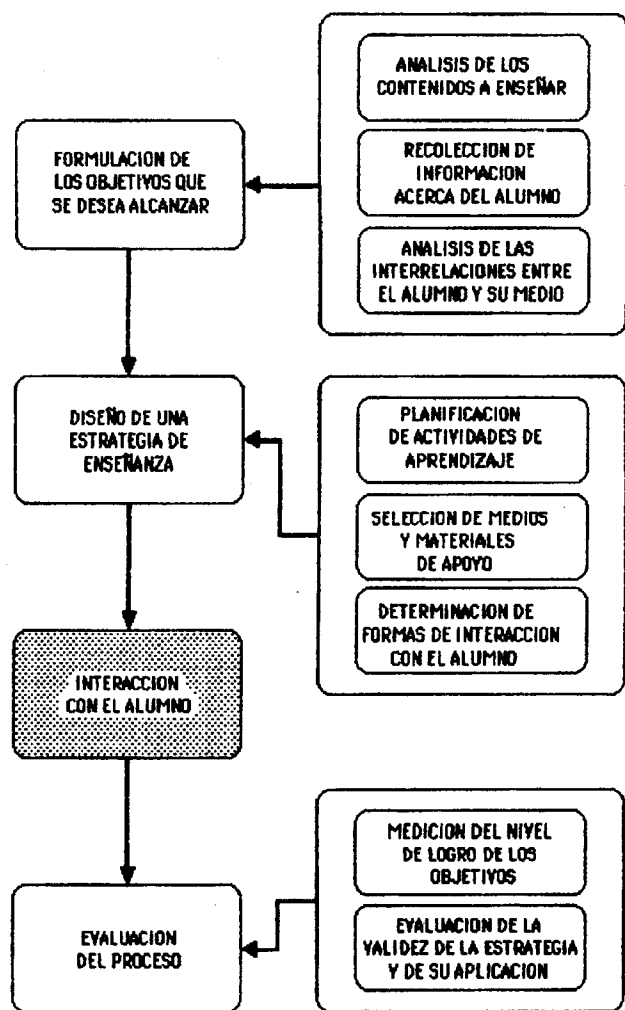 ANALISIS DE LOS
CONTENIDOS A ENSEÑAR
FORMULACION DE
LOS OBJETIVOS QUE
SE DESEA ALCANZAR
RECOLECCION DE
INFORMACION
ACERCA DEL ALUMNO
ANALISIS DE LAS
INTERRELACIONES ENTRE
EL ALUMNO Y SU MEDIO
DISEÑO DE UNA
ESTRATEGIA DE
ENSEÑANZA
PLANIFICACION
DE ACTIVIDADES DE
APRENDIZAJE
SELECCION DE MEDIOS
Y MATERIALES
DE APOYO
DETERMINACION DE
FORMAS DE INTERACCION
CON EL ALUMNO
INTERACCION
CON EL ALUMNO
MEDICION DEL NIVEL
DE LOGRO DE LOS
OBJETIVOS
EVALUACION
DEL PROCESO
EVALUACION DE LA
VALIDEZ DE LA ESTRATEGIA
Y DE SU APLICACION